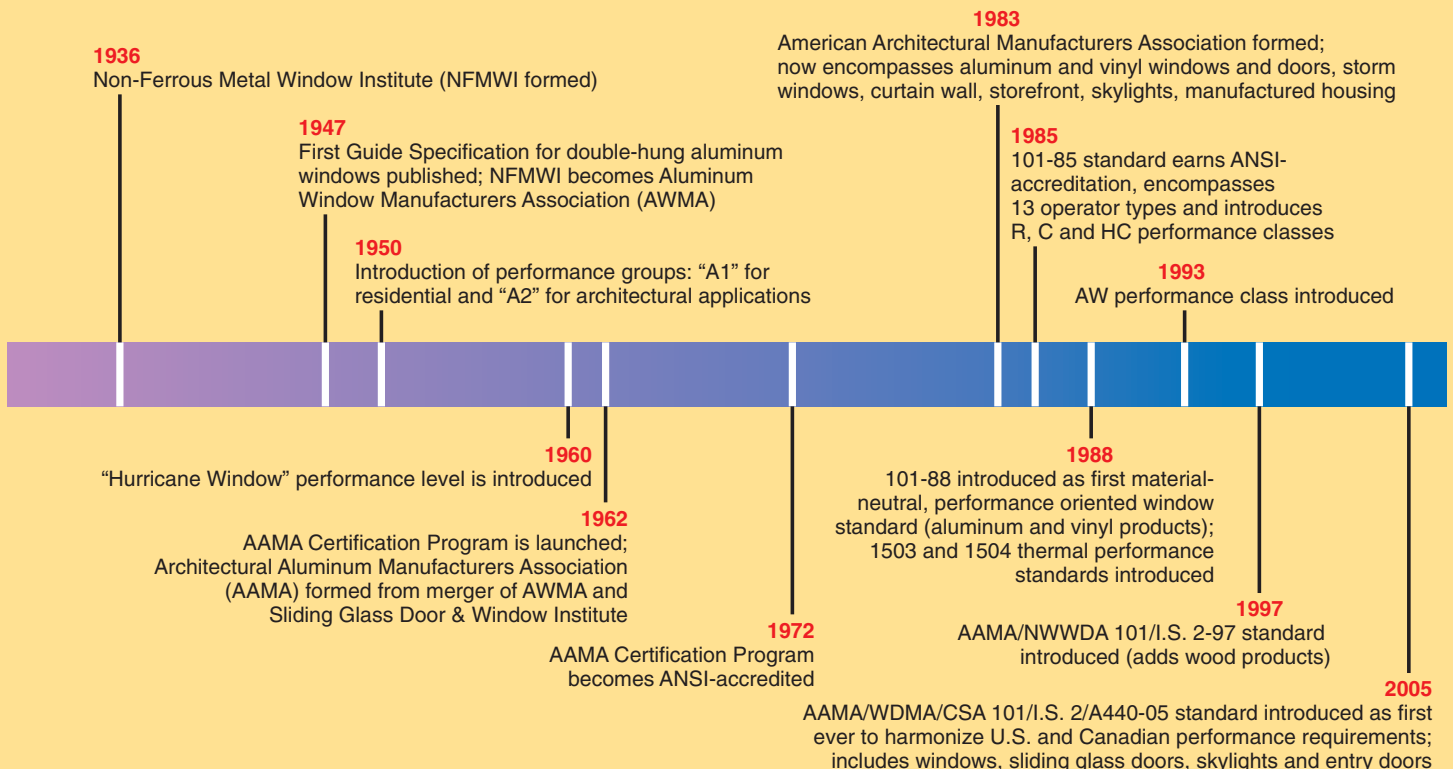 1936
Non-Ferrous Metal Window Institute (NFMWI formed)
1947
First Guide Specification for double-hung aluminum
windows published; NFMWI becomes Aluminum
Window Manufacturers Association (AWMA)
1950
Introduction of performance groups: “A1” for
residential and “A2” for architectural applications
1960
“Hurricane Window” performance level is introduced
1962
AAMA Certification Program is launched;
Architectural Aluminum Manufacturers Association
(AAMA) formed from merger of AWMA and
Sliding Glass Door & Window Institute
1972
AAMA Certification Program
becomes ANSI-accredited
1983
American Architectural Manufacturers Association formed;
now encompasses aluminum and vinyl windows and doors, storm
windows, curtain wall, storefront, skylights, manufactured housing
1985
101-85 standard earns ANSI-
accreditation, encompasses
13 operator types and introduces
R, C and HC performance classes
1988
101-88 introduced as first material-
neutral, performance oriented window
standard (aluminum and vinyl products);
1503 and 1504 thermal performance
standards introduced
1993
AW performance class introduced
1997
AAMA/NWWDA 101/I.S. 2-97 standard
introduced (adds wood products)
2005
AAMA/WDMA/CSA 101/I.S. 2/A440-05 standard introduced as first
ever to harmonize U.S. and Canadian performance requirements;
includes windows, sliding glass doors, skylights and entry doors